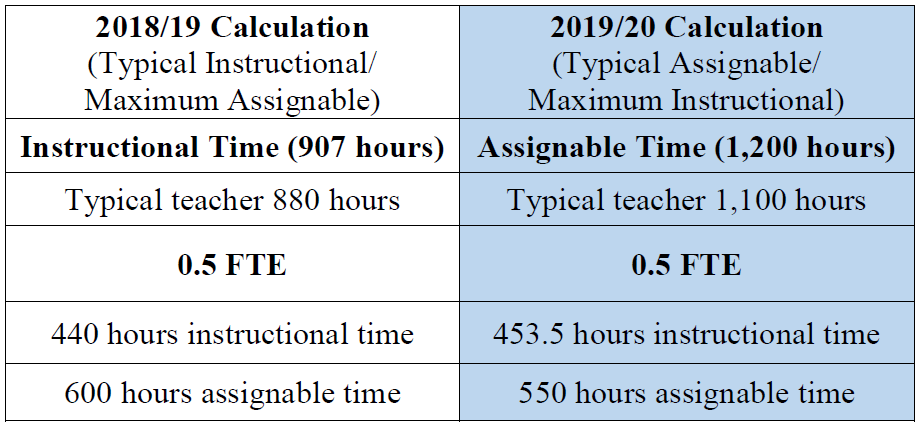 2018/19 Calculation
(Typical Instructional/
Maximum Assignable)
2019/20 Calculation
(Typical Assignable/
Maximum Instructional)
Instructional Time (907 hours)
Assignable Time (1,200 hours)
Typical teacher 880 hours
Typical teacher 1,100 hours
0.5 FTE
0.5 FTE
440 hours instructional time
453.5 hours instructional time
600 hours assignable time
550 hours assignable time